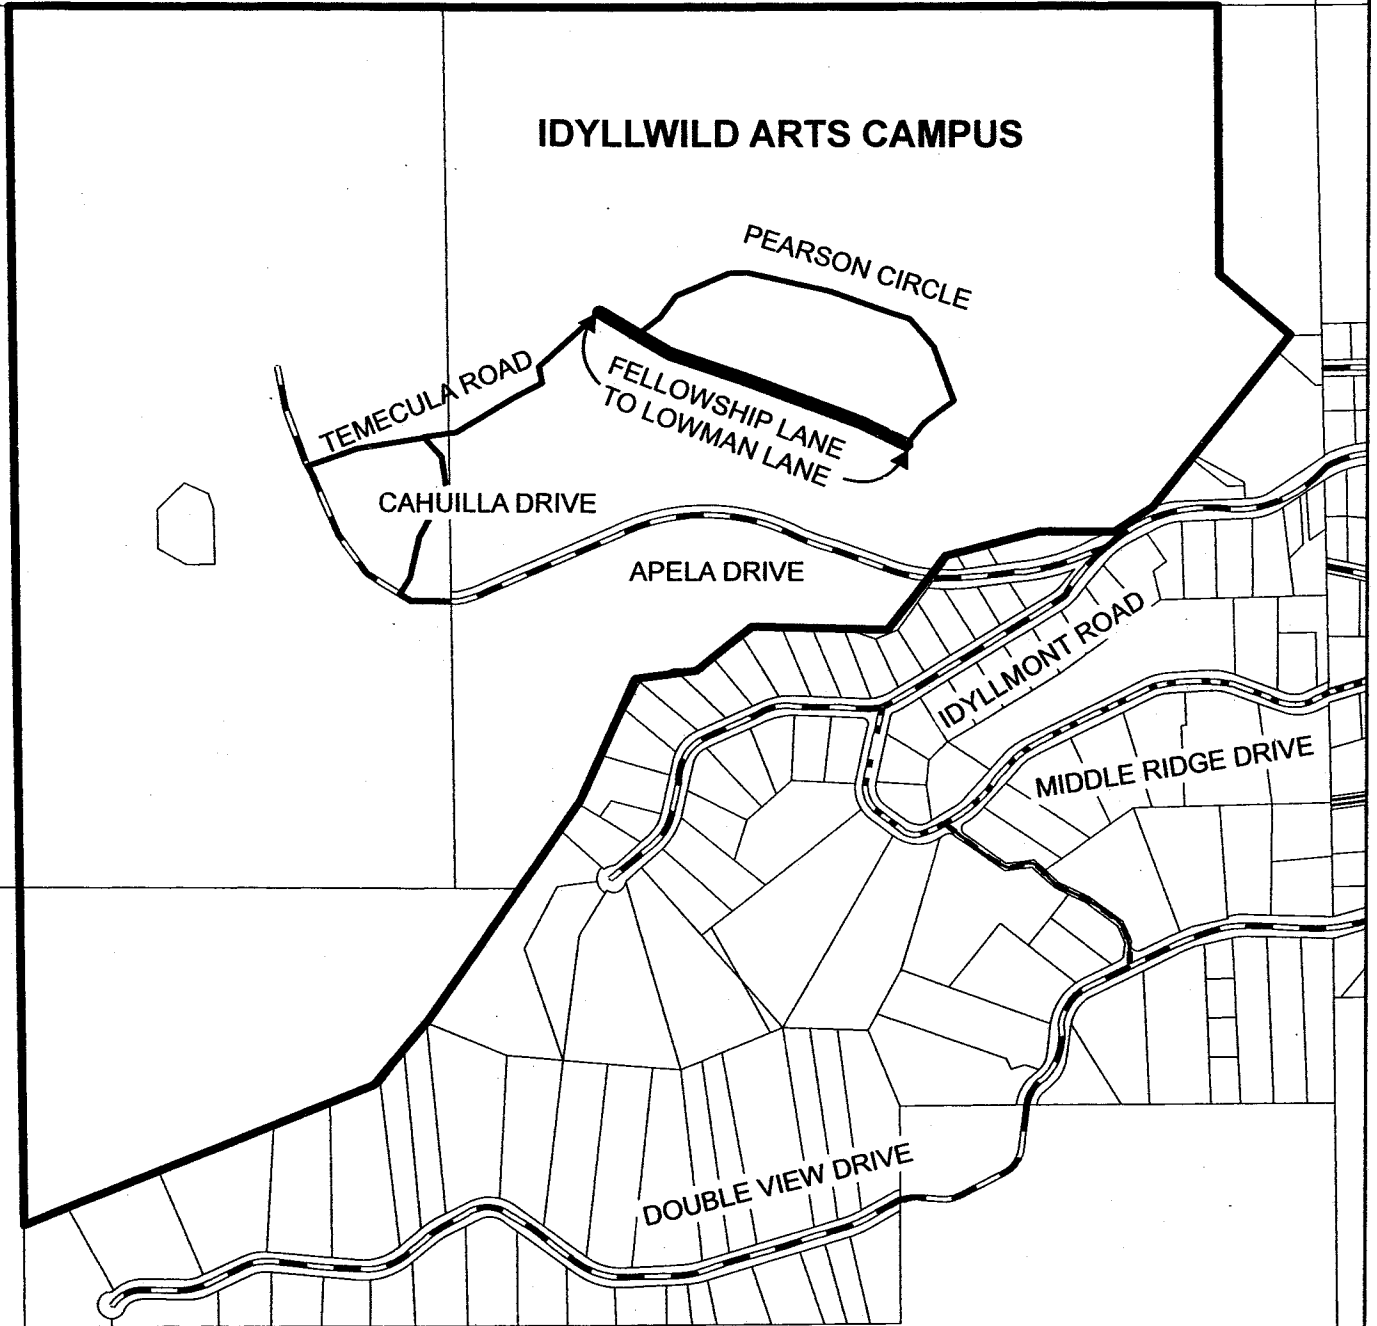 IDYLLWILD ARTS CAMPUS
PEARSON CIRCLE
TEMECULA ROAD
FELLOWSHIP LANE
TO LOWMAN LANE
CAHUILLA DRIVE
APELA DRIVE
IDYLLMONT ROAD
MIDDLE RIDGE DRIVE
DOUBLE VIEW DRIVE